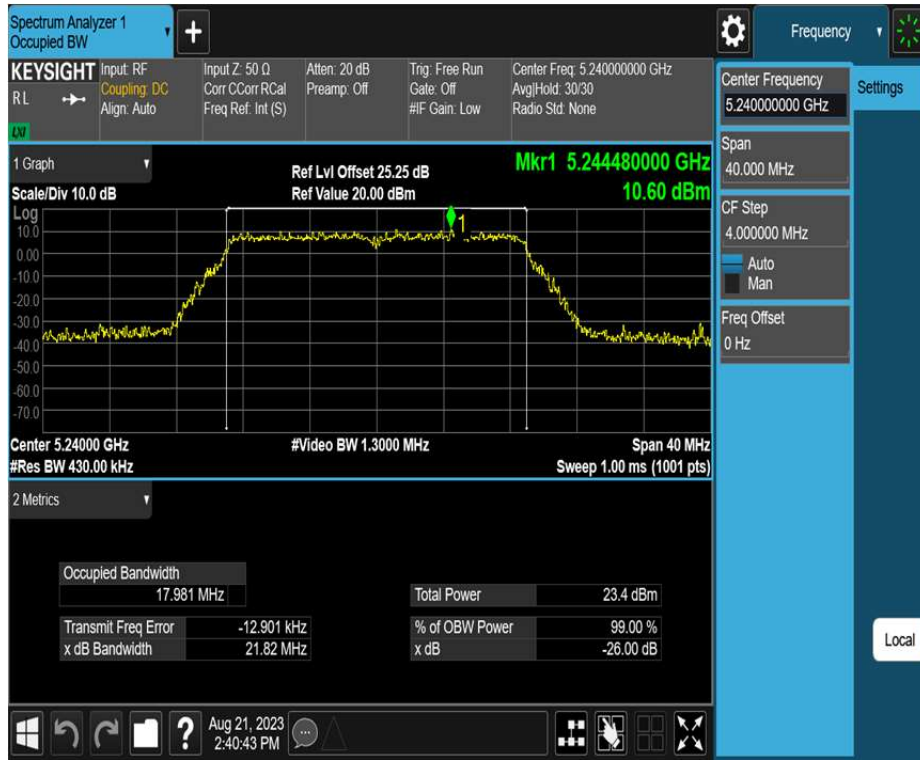 Spectrum Analyzer 1
Occupied BW
+
Frequency
KEYSIGHT
RL
LXI
Input: RF
Coupling: DC
Align: Auto
Input Z: 50 Ω
Corr CCorr RCal
Freq Ref: Int (S)
Atten: 20 dB
Preamp: Off
Trig: Free Run
Gate: Off
#IF Gain: Low
Center Freq: 5.240000000 GHz
Avg|Hold: 30/30
Radio Std: None
Center Frequency
5.240000000 GHz
Settings
Span
40.000 MHz
CF Step
4.000000 MHz
Auto
Man
Freq Offset
0 Hz
1 Graph
Scale/Div 10.0 dB
Ref Lvl Offset 25.25 dB
Ref Value 20.00 dBm
Mkr1 5.244480000 GHz
10.60 dBm
Log
10.0
0.00
-10.0
-20.0
-30.0
-40.0
-50.0
-60.0
-70.0
1
Center 5.24000 GHz
#Video BW 1.3000 MHz
Span 40 MHz
#Res BW 430.00 kHz
Sweep 1.00 ms (1001 pts)
2 Metrics
Occupied Bandwidth
17.981 MHz
Total Power 23.4 dBm
Transmit Freq Error -12.901 kHz
% of OBW Power 99.00 %
x dB Bandwidth 21.82 MHz
x dB -26.00 dB
Local
?
Aug 21, 2023
2:40:43 PM